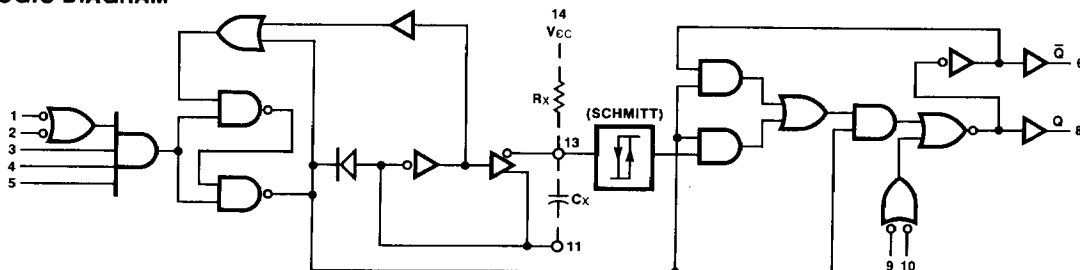 LOGIC DIAGRAM
14
VCC
RX
(SCHMITT)
13
CX
11
1
2
3
4
5
Q̅
6
Q
8
9 10